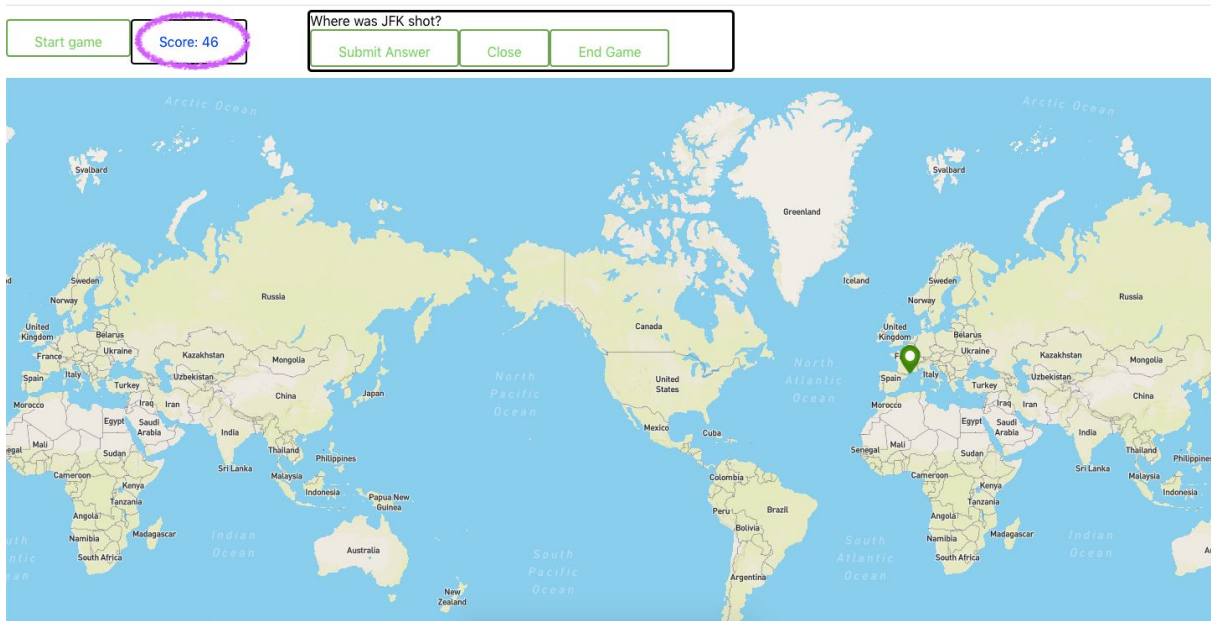 Start game
Score: 46
Where was JFK shot?
Submit Answer
Close
End Game
Arctic Ocean
Arctic Ocean
Svalbard
Svalbard
Greenland
Iceland
Sweden
Sweden
Norway
Norway
Russia
Russia
United
Kingdom
United
Kingdom
Canada
Belarus
Belarus
Ukraine
Ukraine
France
Kazakhstan
Kazakhstan
Mongolia
Mongolia
Spain
Italy
Spain
Italy
Uzbekistan
Uzbekistan
Turkey
Turkey
North
Pacific
Ocean
United
States
North
Atlantic
Ocean
China
China
Japan
Morocco
Morocco
Iraq
Iran
Iraq
Iran
Egypt
Saudi
Arabia
Egypt
Saudi
Arabia
India
India
Mexico
Cuba
Mali
Mali
Senegal
Sudan
Sudan
Thailand
Thailand
Philippines
Philippines
Sri Lanka
Sri Lanka
Cameroon
Cameroon
Malaysia
Malaysia
Colombia
Kenya
Kenya
Indonesia
Indonesia
Papua New
Guinea
Tanzania
Tanzania
Peru
Brazil
Angola
Angola
Bolivia
Namibia
Namibia
Madagascar
Madagascar
Indian
Ocean
Indian
Ocean
South Africa
South Africa
Australia
South
Pacific
Ocean
South
Atlantic
Ocean
Argentina
New
Zealand